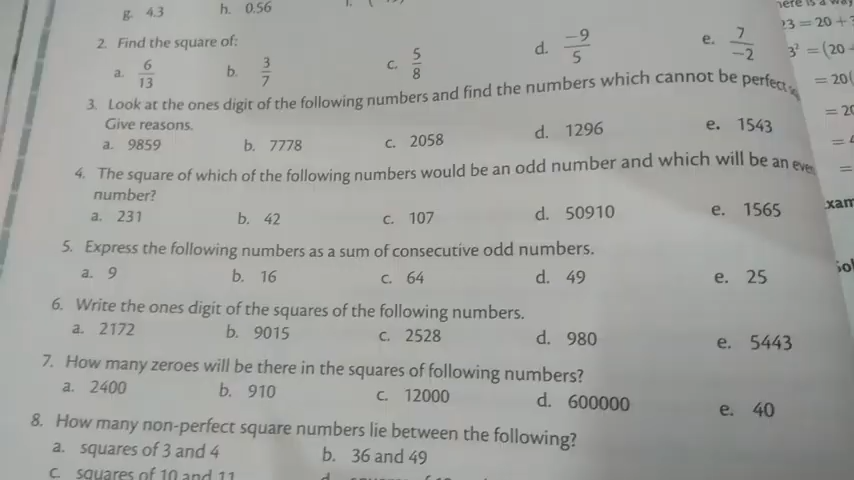 g. 4.3 h. 0.56
2. Find the square of:
a. 6/13 b. 3/7 c. 5/8 d. -9/5 e. 7/-2
3. Look at the ones digit of the following numbers and find the numbers which cannot be perfect
Give reasons.
a. 9859 b. 7778 c. 2058 d. 1296 e. 1543
4. The square of which of the following numbers would be an odd number and which will be an even
number?
a. 231 b. 42 c. 107 d. 50910 e. 1565
5. Express the following numbers as a sum of consecutive odd numbers.
a. 9 b. 16 c. 64 d. 49 e. 25
6. Write the ones digit of the squares of the following numbers.
a. 2172 b. 9015 c. 2528 d. 980 e. 5443
7. How many zeroes will be there in the squares of following numbers?
a. 2400 b. 910 c. 12000 d. 600000 e. 40
8. How many non-perfect square numbers lie between the following?
a. squares of 3 and 4 b. 36 and 49
c. squares of 10 and 11
23 = 20 +
3² = (20
= 20(